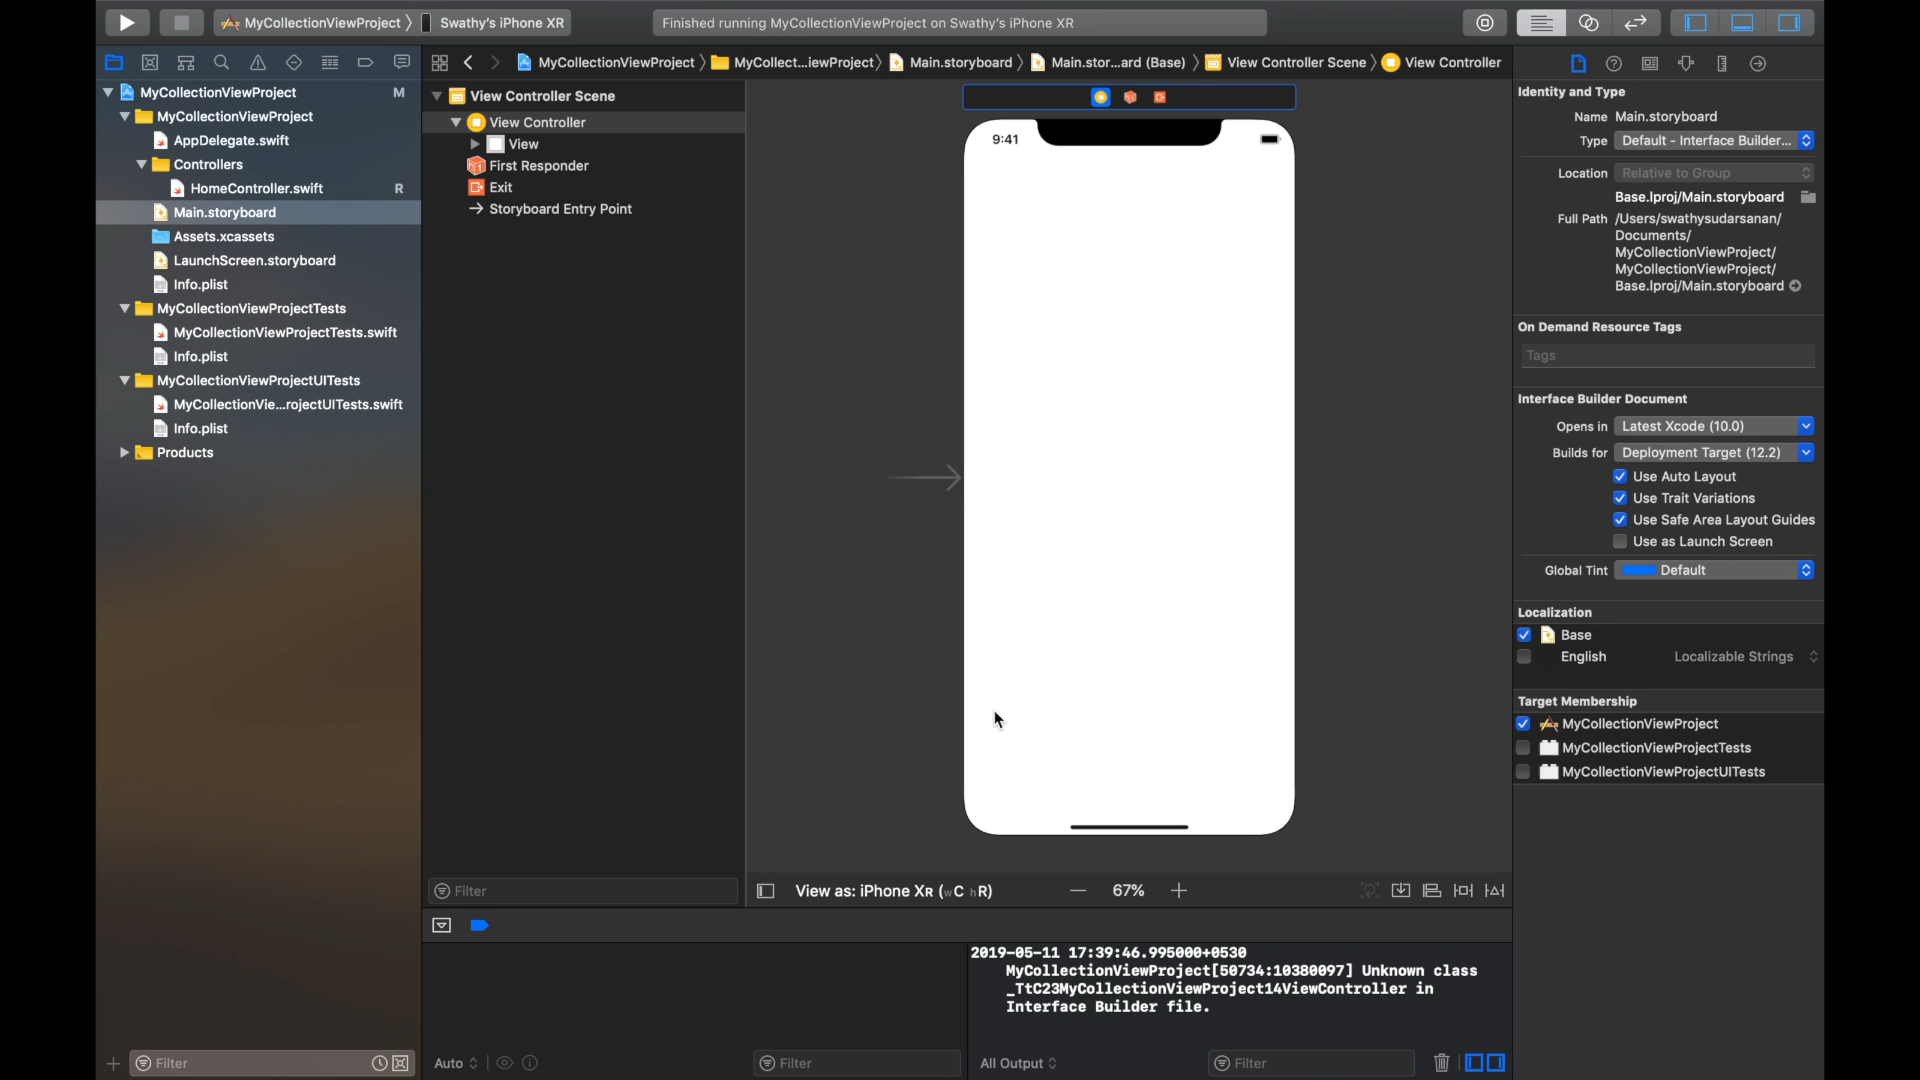 MyCollectionViewProject 〉 Swathy's iPhone XR
Finished running MyCollectionViewProject on Swathy's iPhone XR
MyCollectionViewProject 〉 MyCollect...iewProject 〉 Main.storyboard 〉 Main.stor...ard (Base) 〉 View Controller Scene 〉 View Controller
MyCollectionViewProject M
MyCollectionViewProject
AppDelegate.swift
Controllers
HomeController.swift R
Main.storyboard
Assets.xcassets
LaunchScreen.storyboard
Info.plist
MyCollectionViewProjectTests
MyCollectionViewProjectTests.swift
Info.plist
MyCollectionViewProjectUITests
MyCollectionVie...rojectUITests.swift
Info.plist
Products
Filter
View Controller Scene
View Controller
View
First Responder
Exit
Storyboard Entry Point
Filter
9:41
View as: iPhone XR (wC hR)
67%
2019-05-11 17:39:46.995000+0530
MyCollectionViewProject[50734:10380097] Unknown class
_TtC23MyCollectionViewProject14ViewController in
Interface Builder file.
Auto
Filter
All Output
Filter
Identity and Type
Name Main.storyboard
Type Default - Interface Builder...
Location Relative to Group
Base.lproj/Main.storyboard
Full Path /Users/swathysudarsanan/
Documents/
MyCollectionViewProject/
MyCollectionViewProject/
Base.lproj/Main.storyboard
On Demand Resource Tags
Tags
Interface Builder Document
Opens in Latest Xcode (10.0)
Builds for Deployment Target (12.2)
Use Auto Layout
Use Trait Variations
Use Safe Area Layout Guides
Use as Launch Screen
Global Tint Default
Localization
Base
English Localizable Strings
Target Membership
MyCollectionViewProject
MyCollectionViewProjectTests
MyCollectionViewProjectUITests